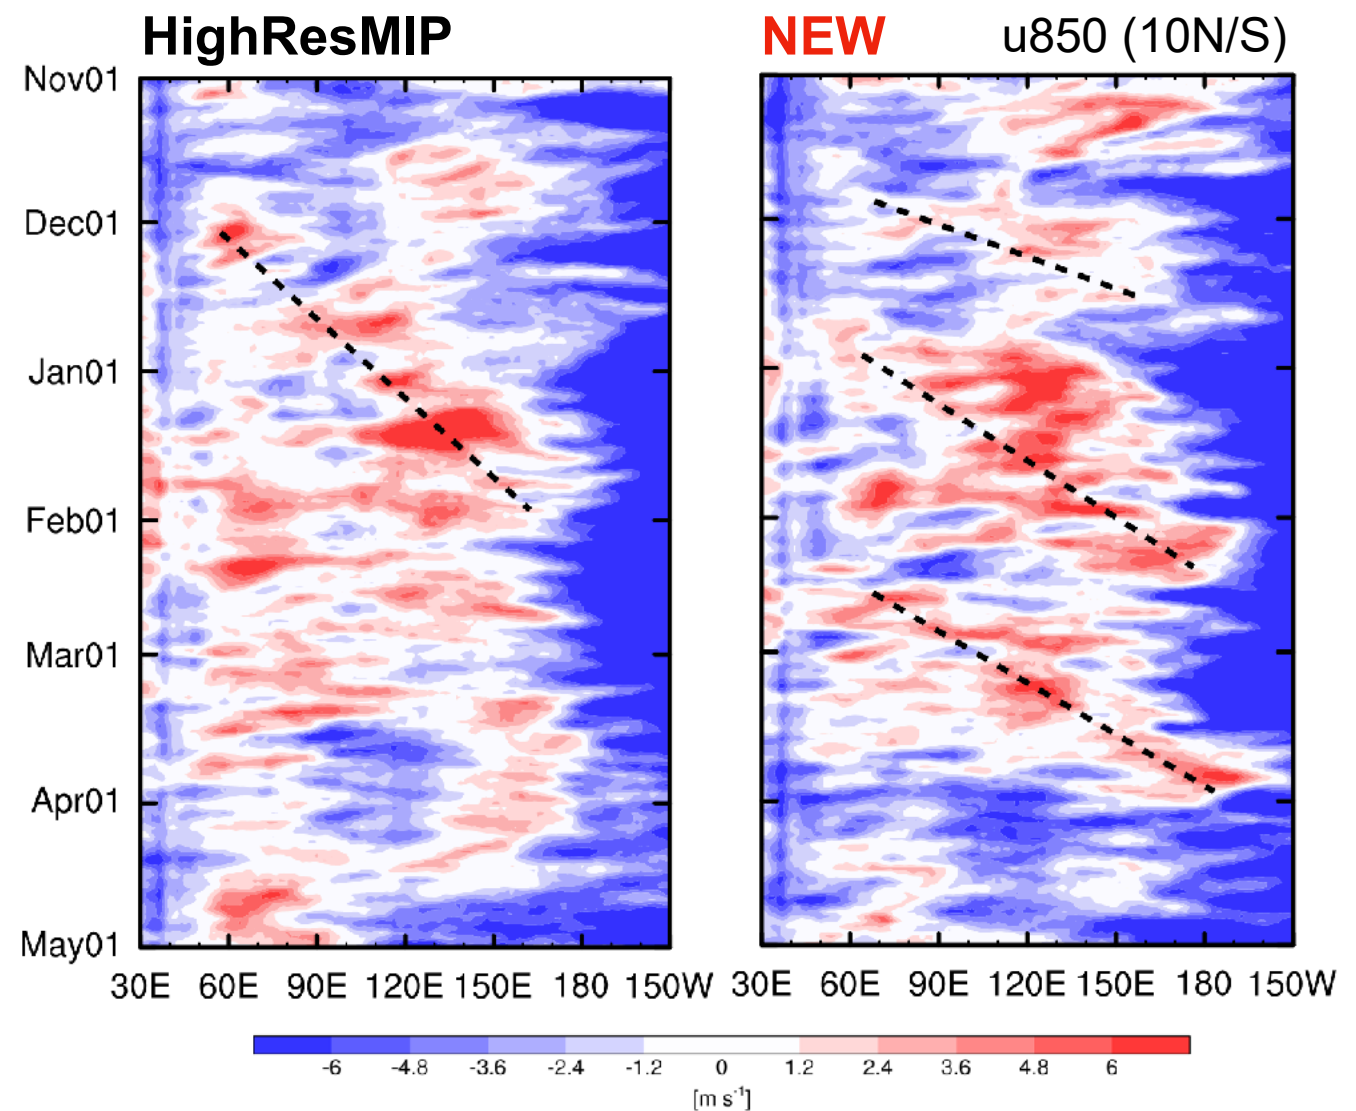 HighResMIP
NEW u850 (10N/S)
Nov01
Dec01
Jan01
Feb01
Mar01
Apr01
May01
30E 60E 90E 120E 150E 180 150W
30E 60E 90E 120E 150E 180 150W
-6 -4.8 -3.6 -2.4 -1.2 0 1.2 2.4 3.6 4.8 6
[m s⁻¹]